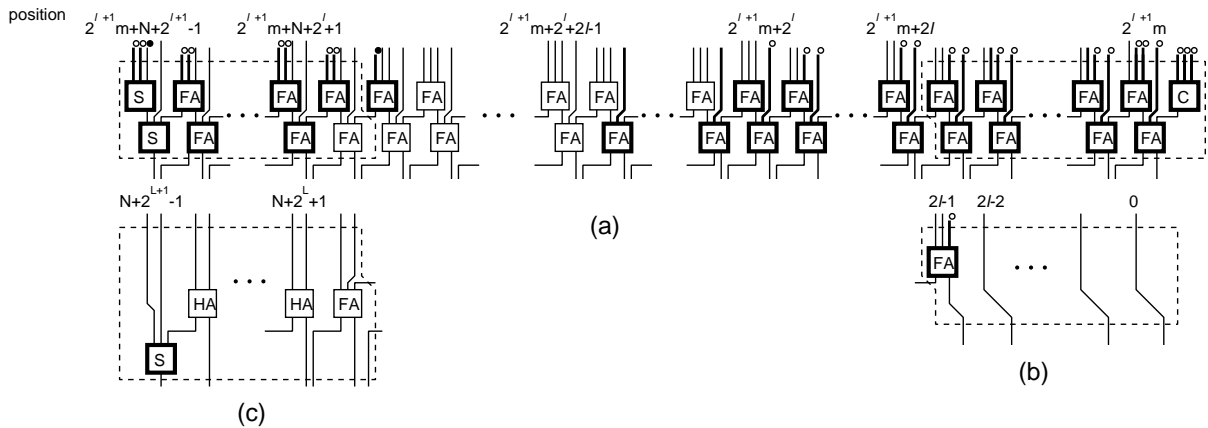 position
2^{l+1}m+N+2^{l+1}-1 2^{l+1}m+N+2^l+1 2^{l+1}m+2^l+2l-1 2^{l+1}m+2^l 2^{l+1}m+2l 2^{l+1}m
S FA FA FA FA FA FA FA FA FA FA FA FA FA FA FA C
S FA FA FA FA FA FA FA FA FA FA FA FA FA FA FA
N+2^{L+1}-1 N+2^L+1 (a) 2l-1 2l-2 0
FA
HA HA FA
S
(b)
(c)